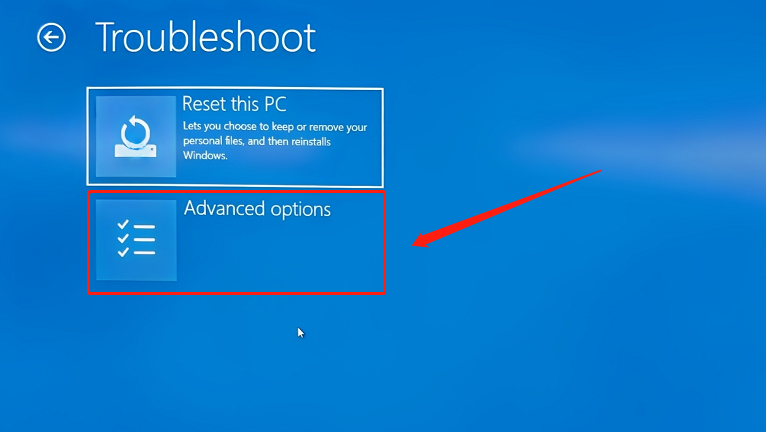 Troubleshoot
Reset this PC
Lets you choose to keep or remove your
personal files, and then reinstalls
Windows.
Advanced options